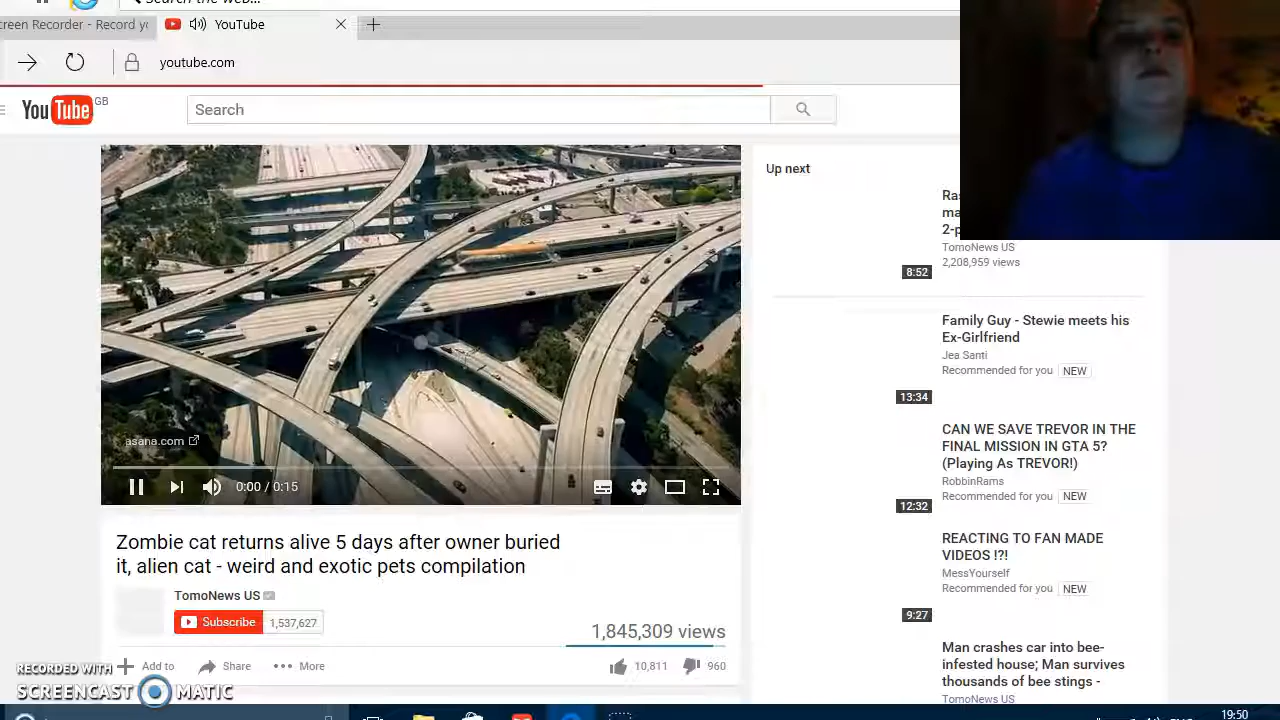 Search the web...
creen Recorder - Record yo
YouTube
youtube.com
YouTube GB
Search
Up next
2-p
TomoNews US
2,208,959 views
8:52
Family Guy - Stewie meets his
Ex-Girlfriend
Jea Santi
Recommended for you NEW
13:34
CAN WE SAVE TREVOR IN THE
FINAL MISSION IN GTA 5?
(Playing As TREVOR!)
RobbinRams
Recommended for you NEW
12:32
REACTING TO FAN MADE
VIDEOS !?!
MessYourself
Recommended for you NEW
9:27
Man crashes car into bee-
infested house; Man survives
thousands of bee stings -
TomoNews US
asana.com
0:00 / 0:15
Zombie cat returns alive 5 days after owner buried
it, alien cat - weird and exotic pets compilation
TomoNews US
Subscribe 1,537,627
1,845,309 views
Add to Share More 10,811 960
RECORDED WITH
SCREENCAST MATIC
19:50